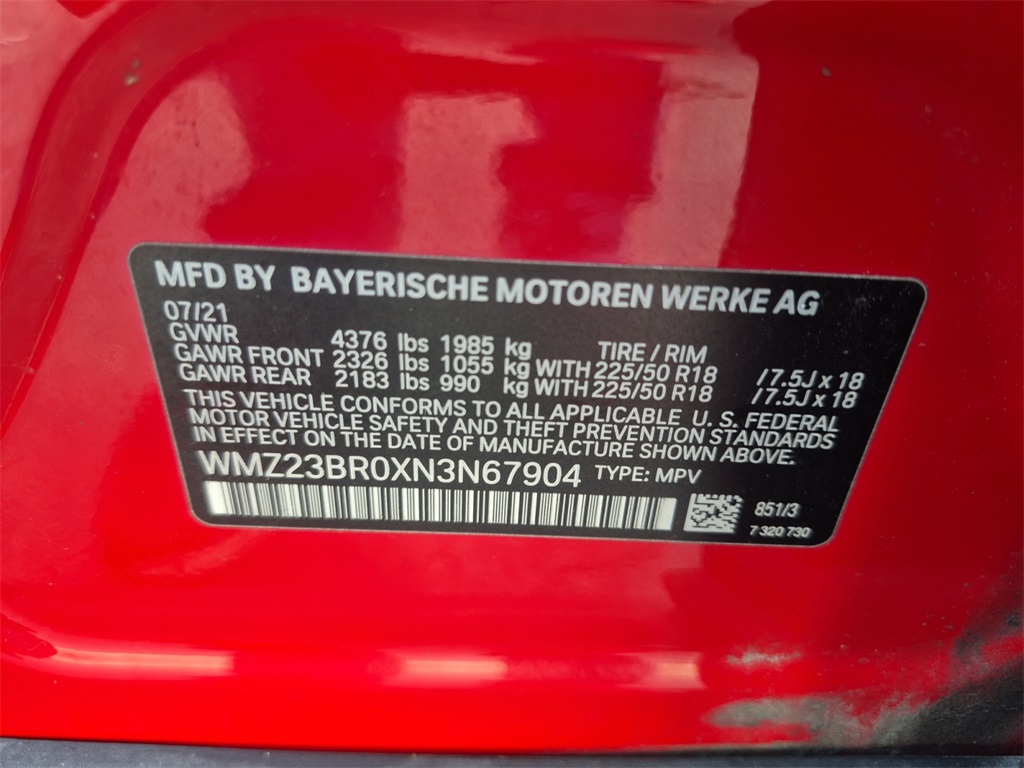 MFD BY BAYERISCHE MOTOREN WERKE AG
07/21
GVWR 4376 lbs 1985 kg TIRE / RIM
GAWR FRONT 2326 lbs 1055 kg WITH 225/50 R18 /7.5J x 18
GAWR REAR 2183 lbs 990 kg WITH 225/50 R18 /7.5J x 18
THIS VEHICLE CONFORMS TO ALL APPLICABLE U. S. FEDERAL
MOTOR VEHICLE SAFETY AND THEFT PREVENTION STANDARDS
IN EFFECT ON THE DATE OF MANUFACTURE SHOWN ABOVE.
WMZ23BR0XN3N67904 TYPE: MPV
851/3
7 320 730